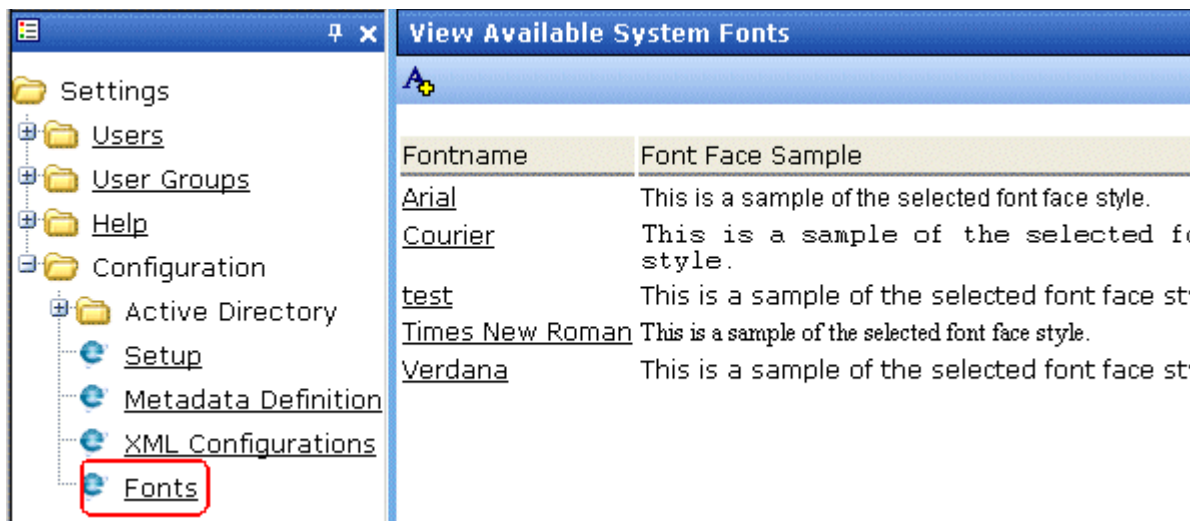 Settings
Users
User Groups
Help
Configuration
Active Directory
Setup
Metadata Definition
XML Configurations
Fonts
View Available System Fonts
Fontname Font Face Sample
Arial This is a sample of the selected font face style.
Courier This is a sample of the selected
style.
test This is a sample of the selected font face
Times New Roman This is a sample of the selected font face style.
Verdana This is a sample of the selected font face